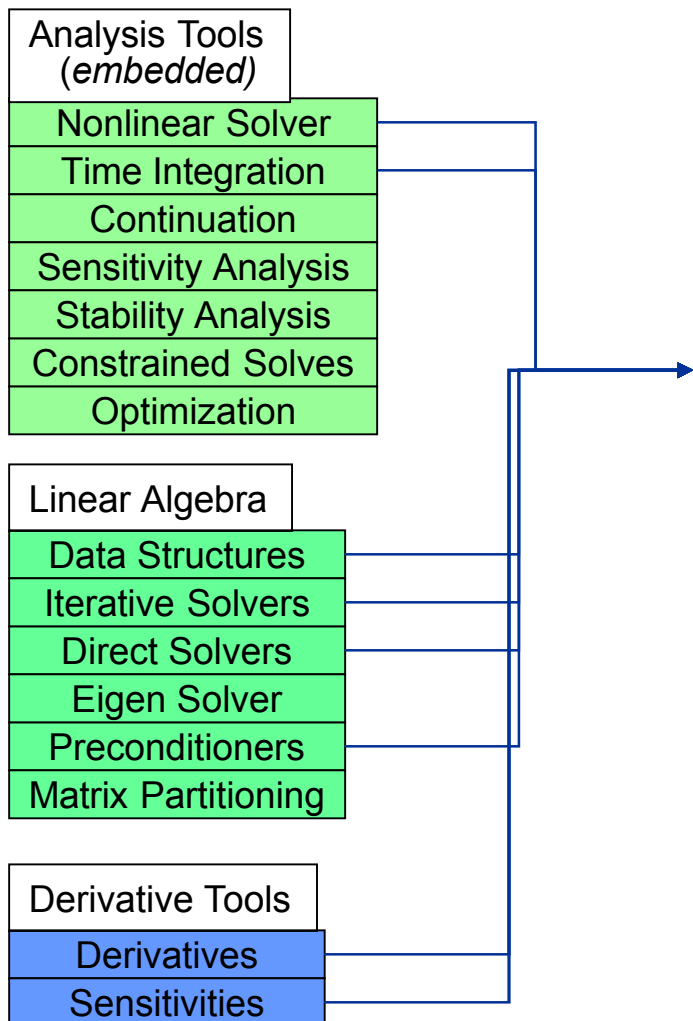 Analysis Tools
(embedded)
Nonlinear Solver
Time Integration
Continuation
Sensitivity Analysis
Stability Analysis
Constrained Solves
Optimization
Linear Algebra
Data Structures
Iterative Solvers
Direct Solvers
Eigen Solver
Preconditioners
Matrix Partitioning
Derivative Tools
Derivatives
Sensitivities